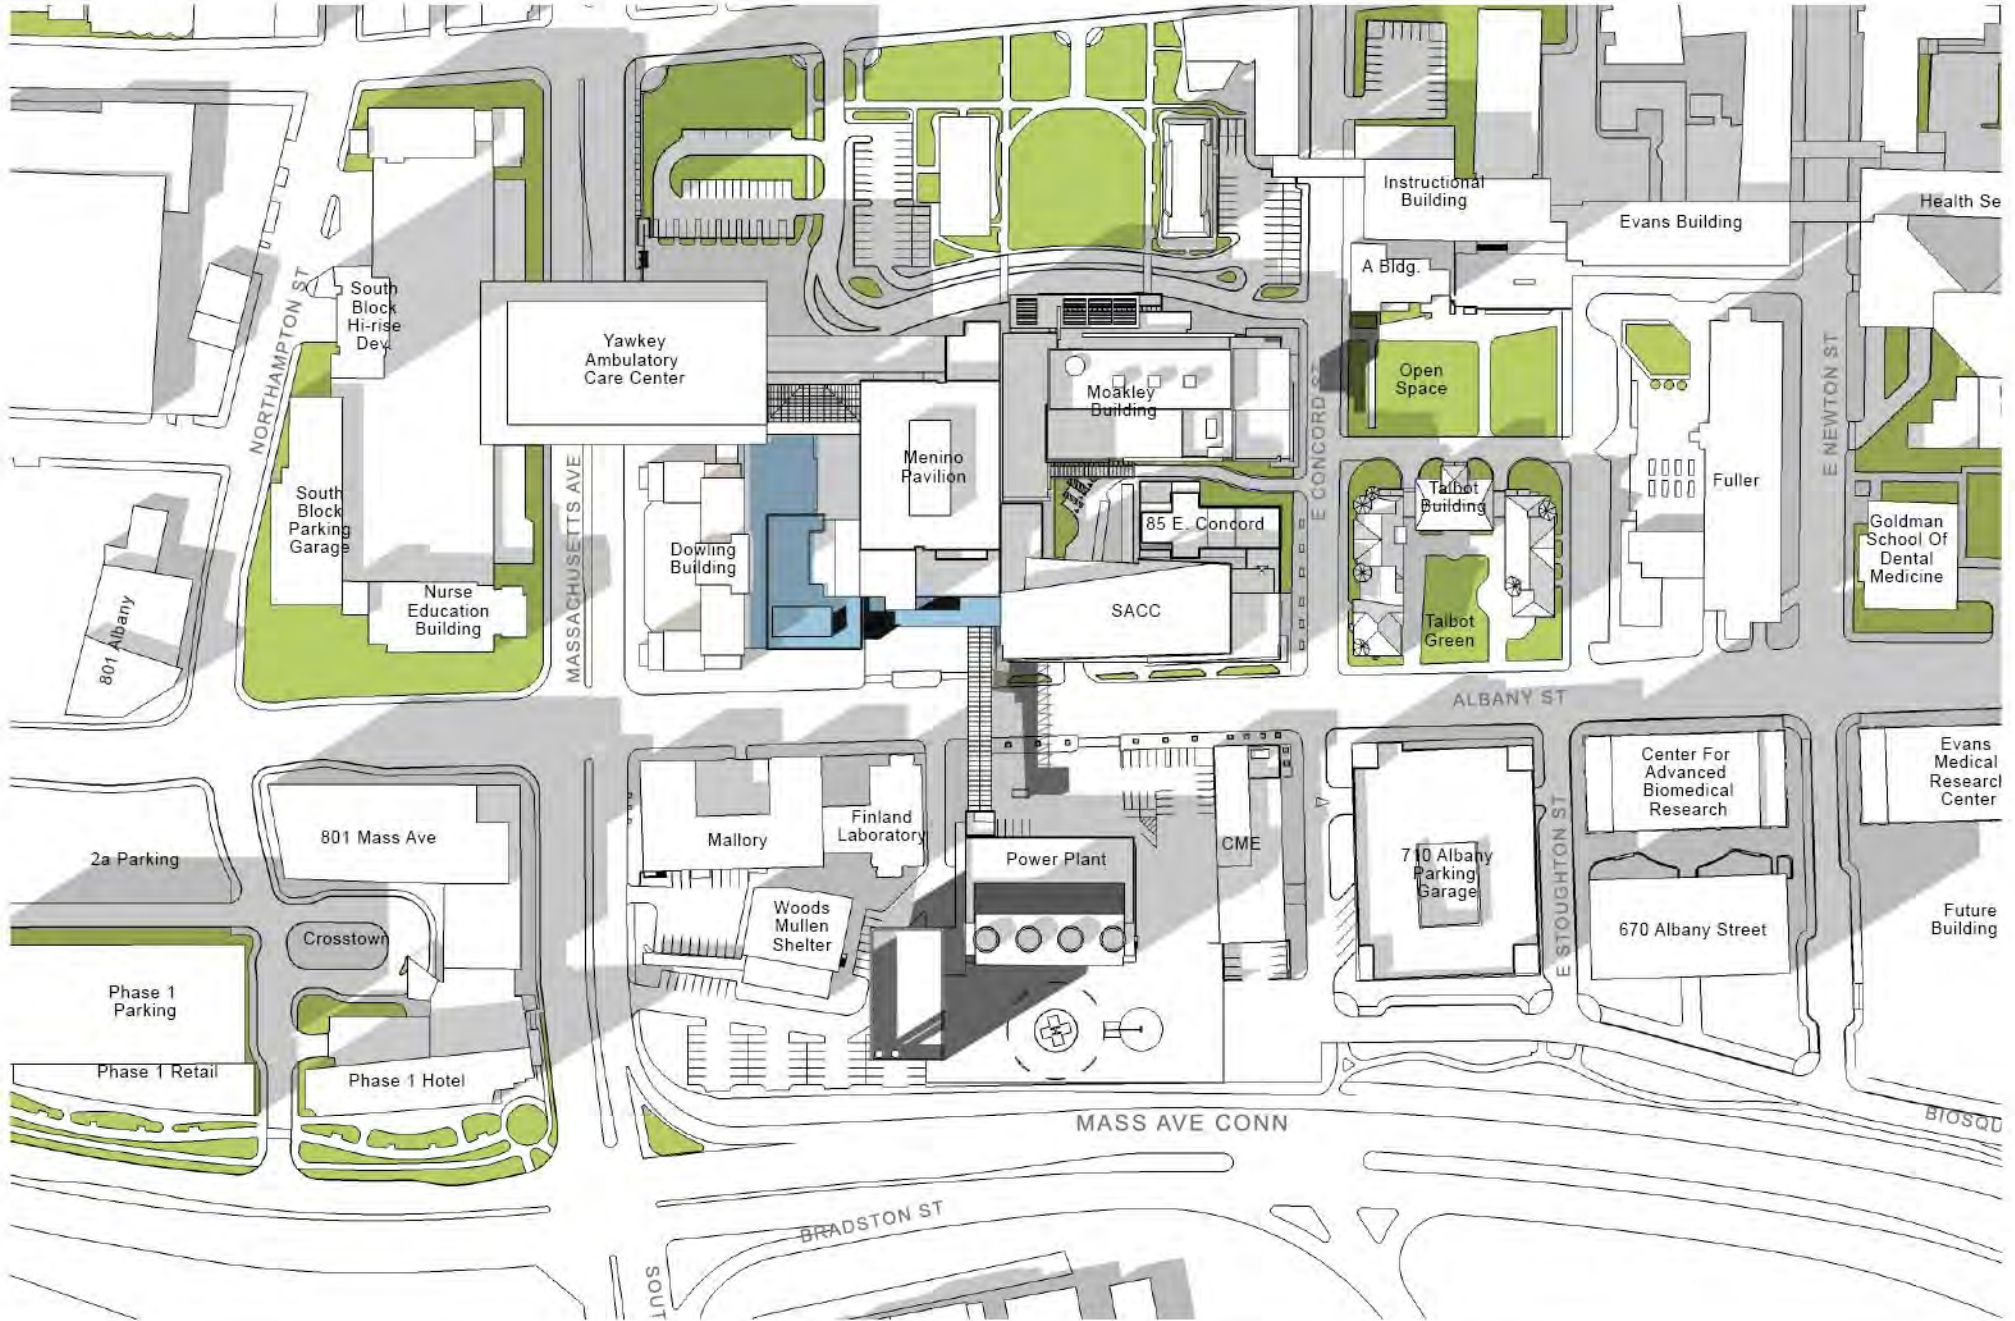 Instructional
Building
Evans Building
Health Se
A Bldg.
South
Block
Hi-rise
Dev.
NORTHAMPTON ST
Yawkey
Ambulatory
Care Center
Moakley
Building
Open
Space
E CONCORD ST
E NEWTON ST
Menino
Pavilion
MASSACHUSETTS AVE
South
Block
Parking
Garage
Dowling
Building
85 E. Concord
Talbot
Building
Fuller
Goldman
School Of
Dental
Medicine
Nurse
Education
Building
SACC
Talbot
Green
801 Albany
ALBANY ST
801 Mass Ave
2a Parking
Mallory
Finland
Laboratory
Power Plant
CME
710 Albany
Parking
Garage
E STOUGHTON ST
Center For
Advanced
Biomedical
Research
Evans
Medical
Research
Center
Woods
Mullen
Shelter
Crosstown
670 Albany Street
Future
Building
Phase 1
Parking
Phase 1 Retail
Phase 1 Hotel
MASS AVE CONN
BIOSQU
BRADSTON ST
SOUT